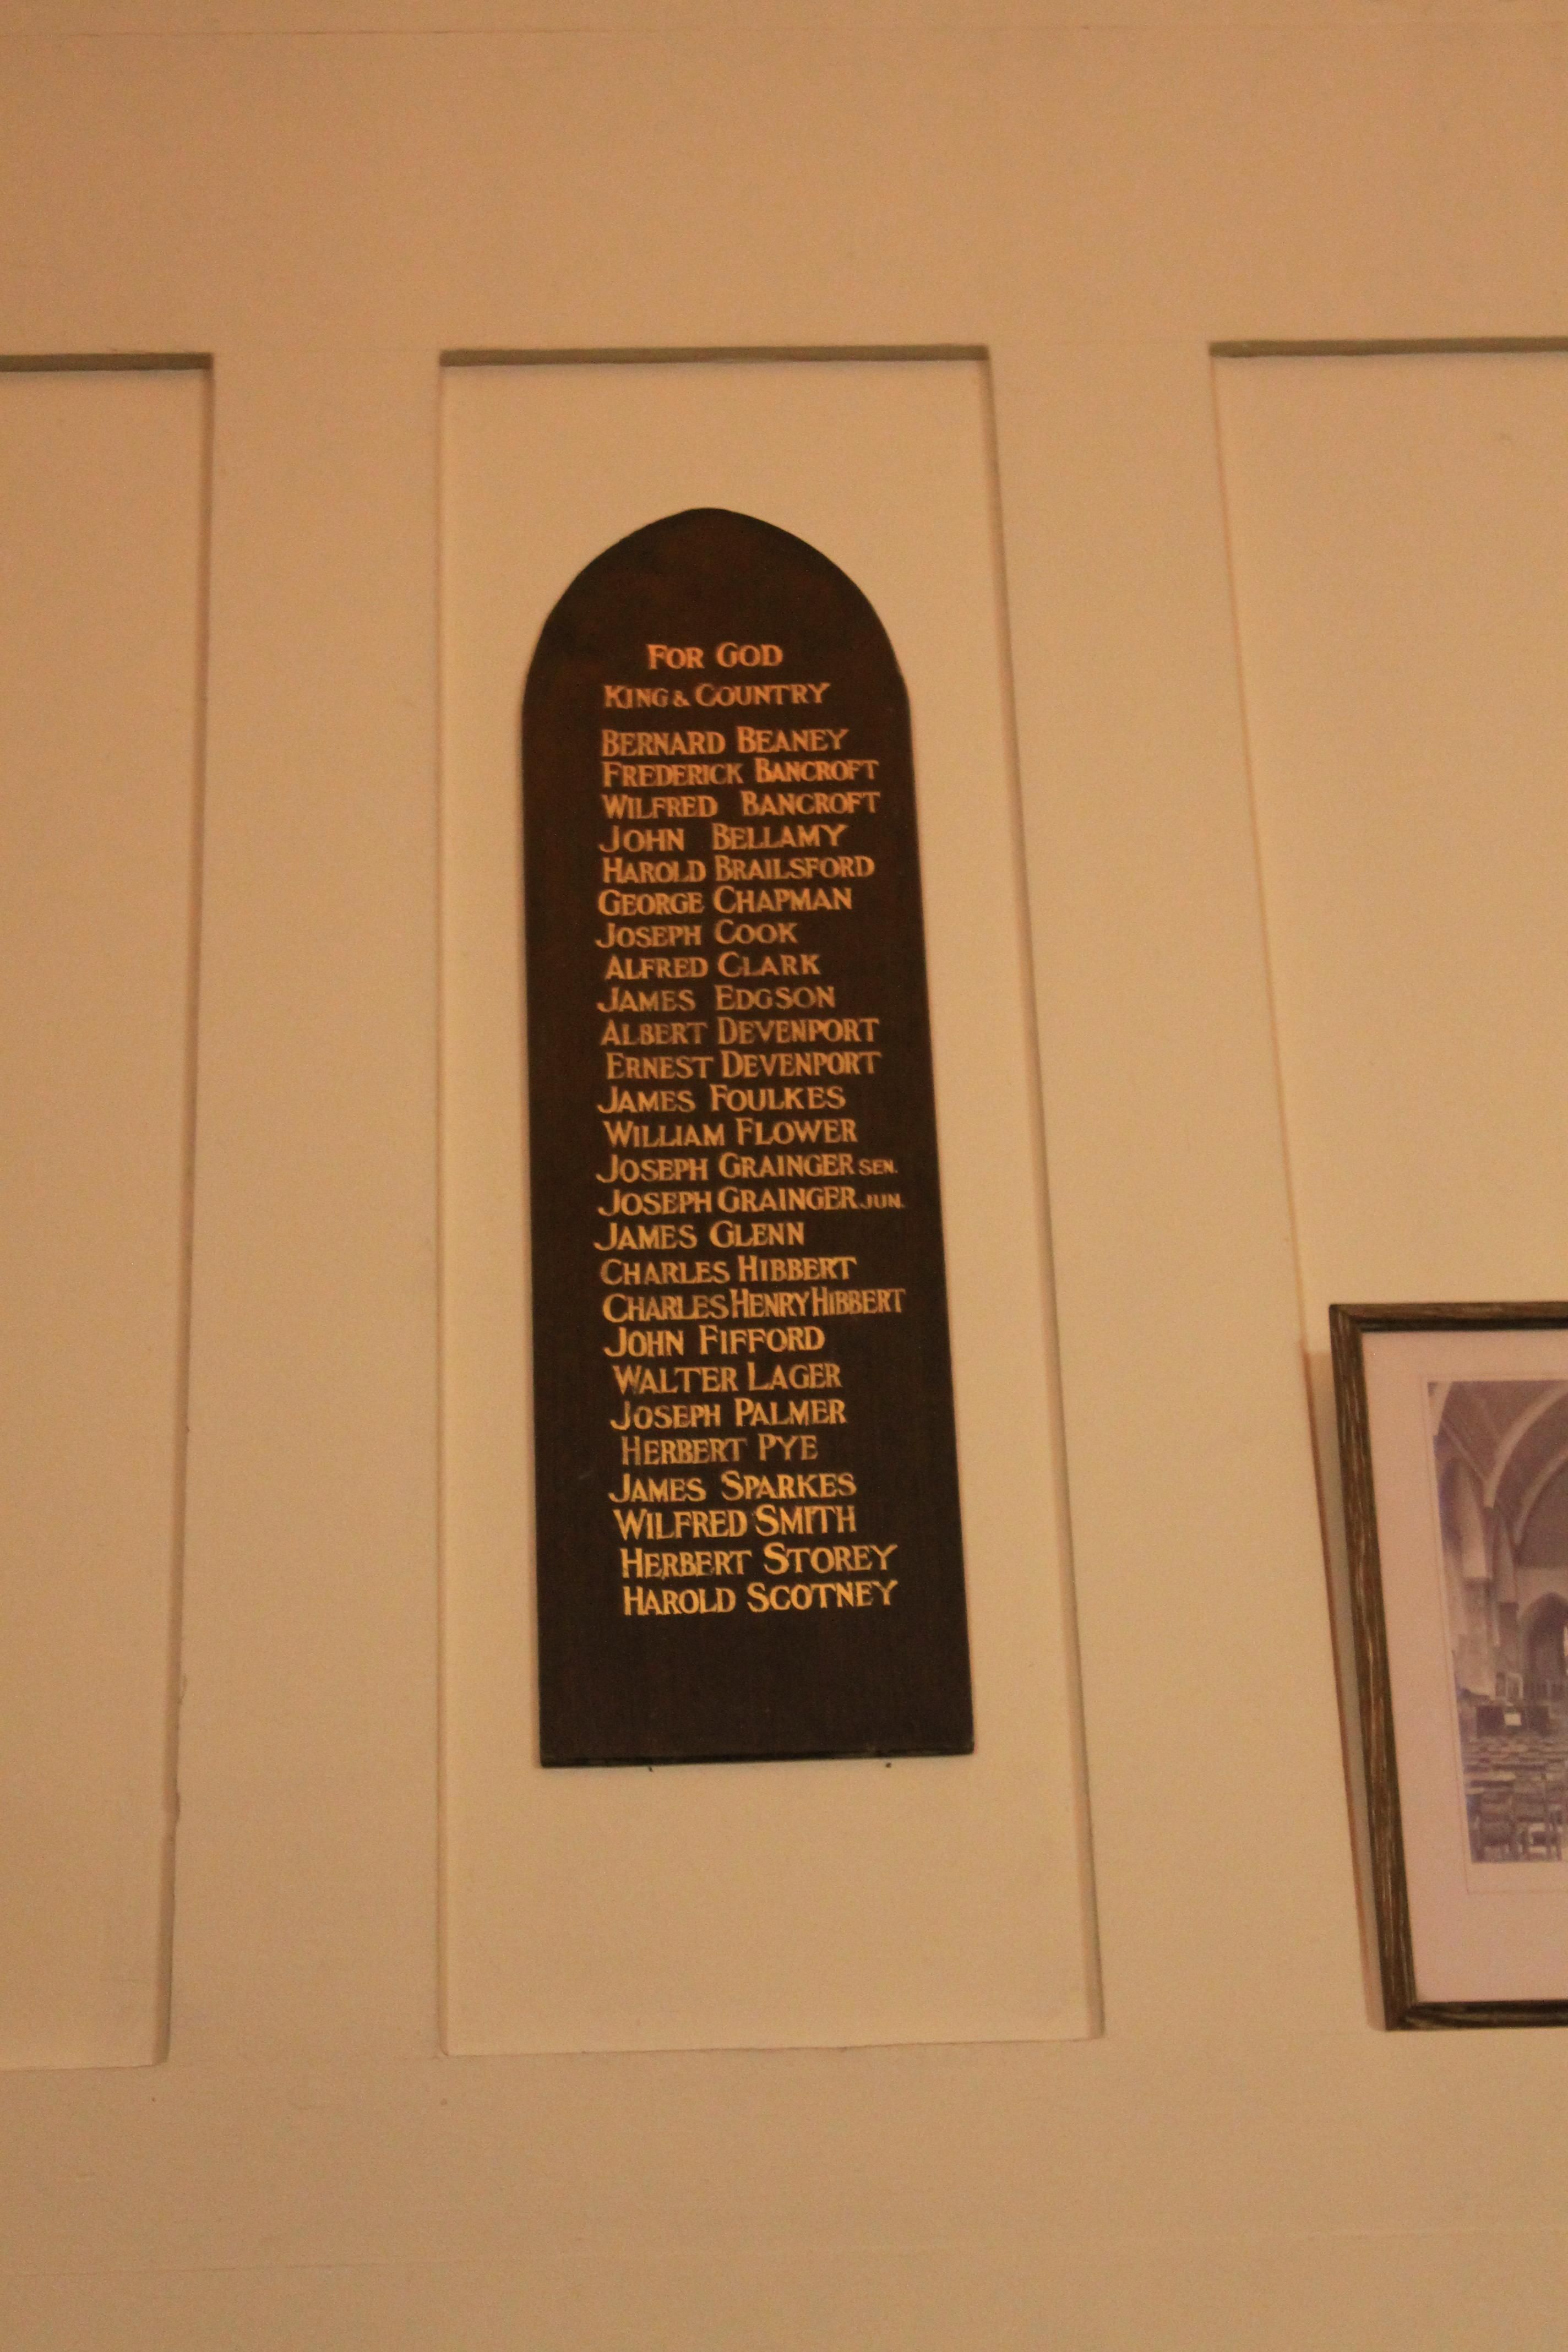 FOR GOD
KING & COUNTRY
BERNARD BEANEY
FREDERICK BANCROFT
WILFRED BANCROFT
JOHN BELLAMY
HAROLD BRAILSFORD
GEORGE CHAPMAN
JOSEPH COOK
ALFRED CLARK
JAMES EDGSON
ALBERT DEVENPORT
ERNEST DEVENPORT
JAMES FOULKES
WILLIAM FLOWER
JOSEPH GRAINGER SEN.
JOSEPH GRAINGER JUN.
JAMES GLENN
CHARLES HIBBERT
CHARLES HENRY HIBBERT
JOHN FIFFORD
WALTER LAGER
JOSEPH PALMER
HERBERT PYE
JAMES SPARKES
WILFRED SMITH
HERBERT STOREY
HAROLD SCOTNEY